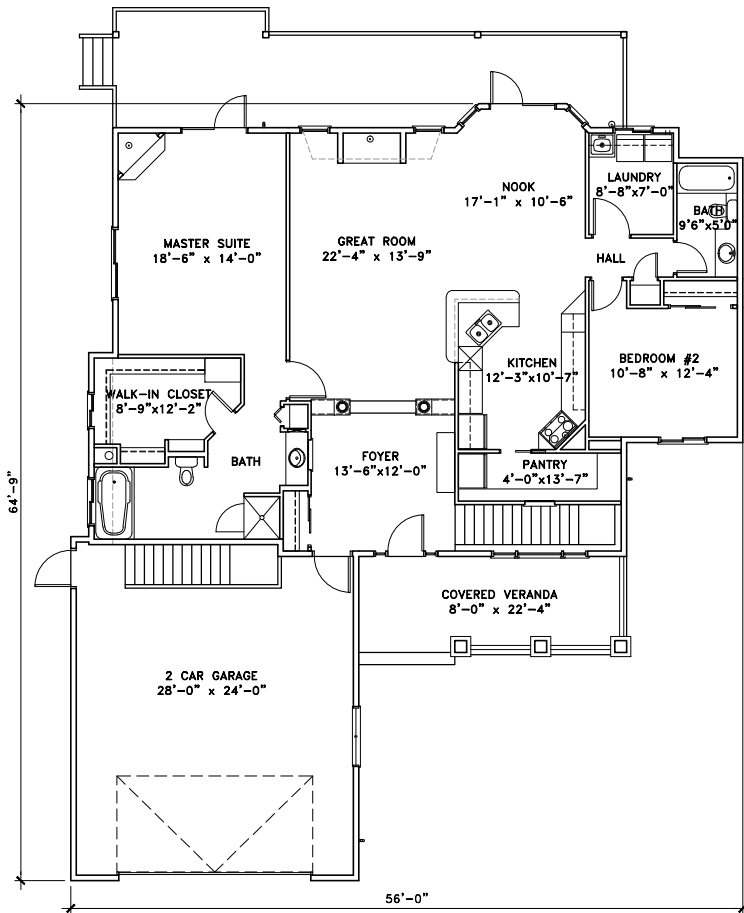 LAUNDRY
8'-8"x7'-0"
NOOK
17'-1" x 10'-6"
BATH
9'6"x5'0"
MASTER SUITE
18'-6" x 14'-0"
GREAT ROOM
22'-4" x 13'-9"
HALL
KITCHEN
12'-3"x10'-7"
BEDROOM #2
10'-8" x 12'-4"
WALK-IN CLOSET
8'-9"x12'-2"
BATH
FOYER
13'-6"x12'-0"
PANTRY
4'-0"x13'-7"
64'-9"
COVERED VERANDA
8'-0" x 22'-4"
2 CAR GARAGE
28'-0" x 24'-0"
56'-0"